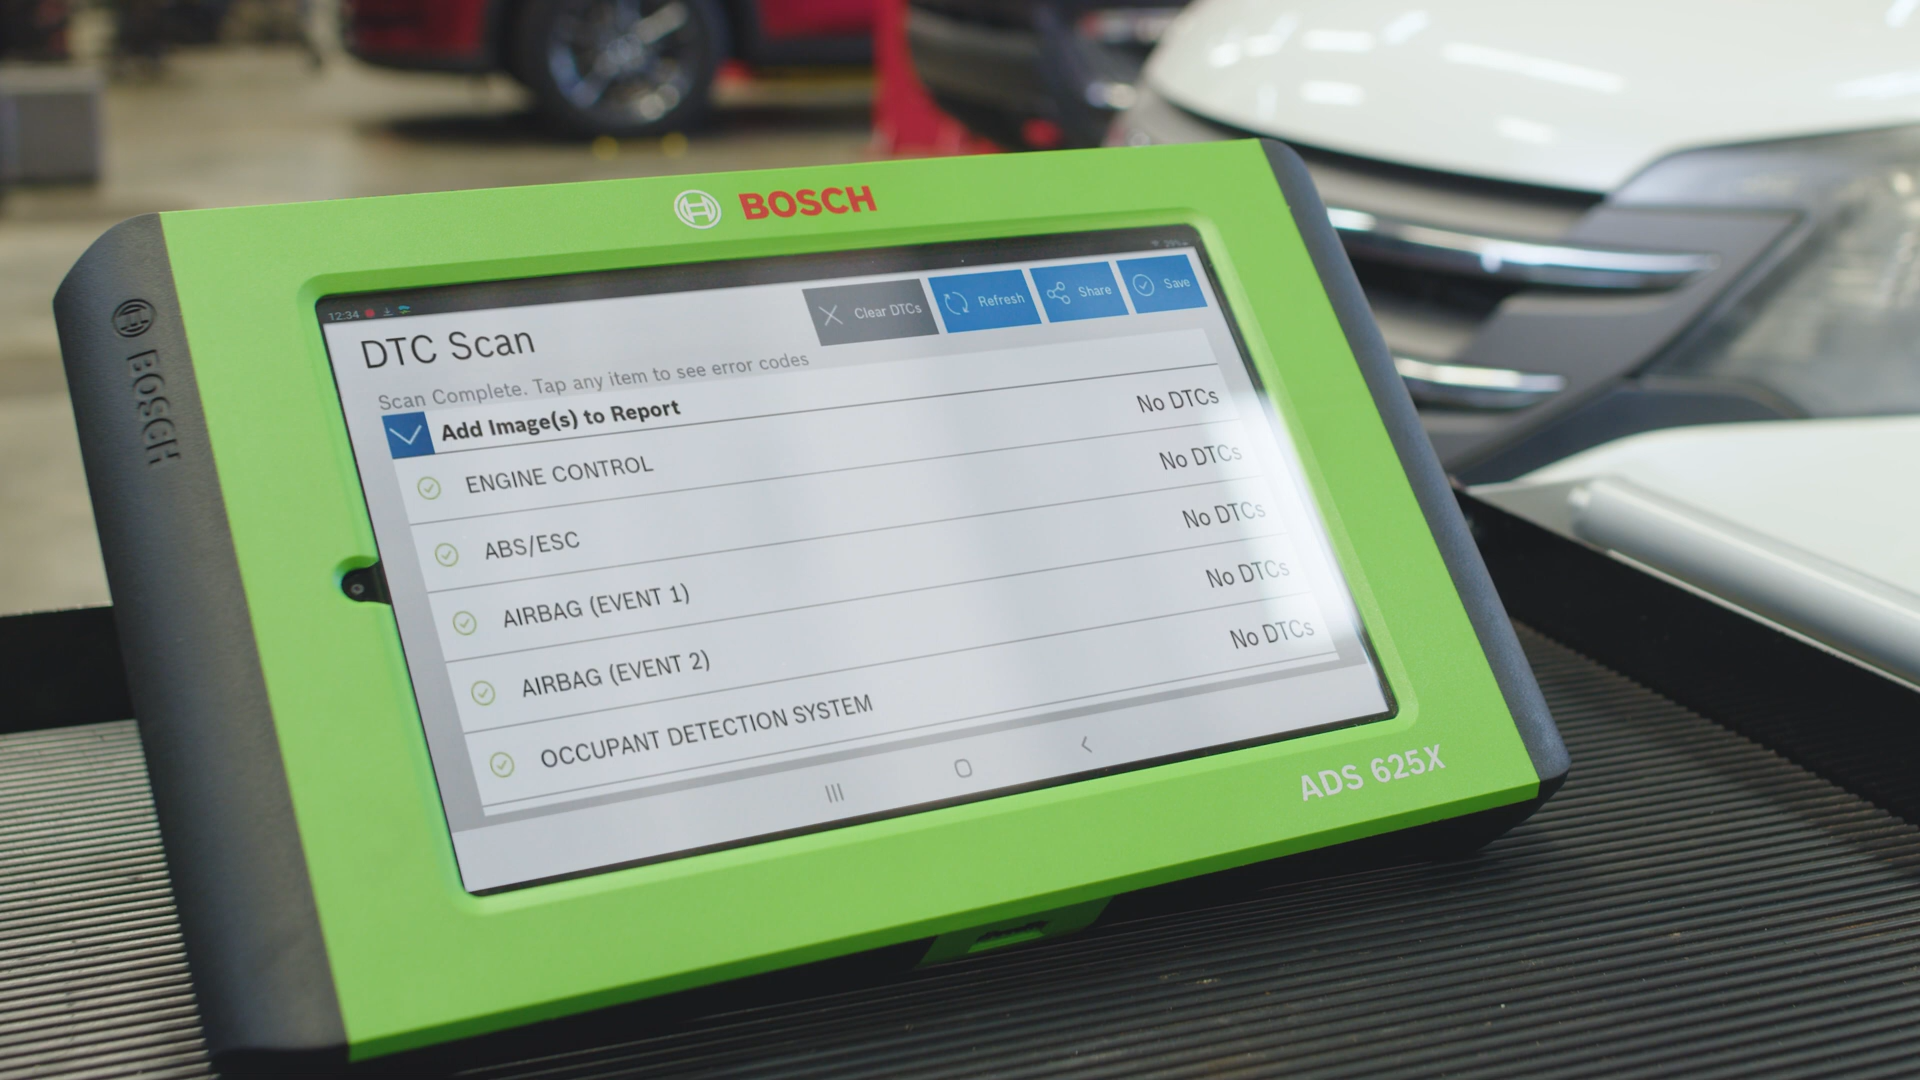 BOSCH
BOSCH
12:34
DTC Scan
Clear DTCs
Refresh
Share
Save
Scan Complete. Tap any item to see error codes
Add Image(s) to Report
ENGINE CONTROL No DTCs
ABS/ESC No DTCs
AIRBAG (EVENT 1) No DTCs
AIRBAG (EVENT 2) No DTCs
OCCUPANT DETECTION SYSTEM No DTCs
ADS 625X